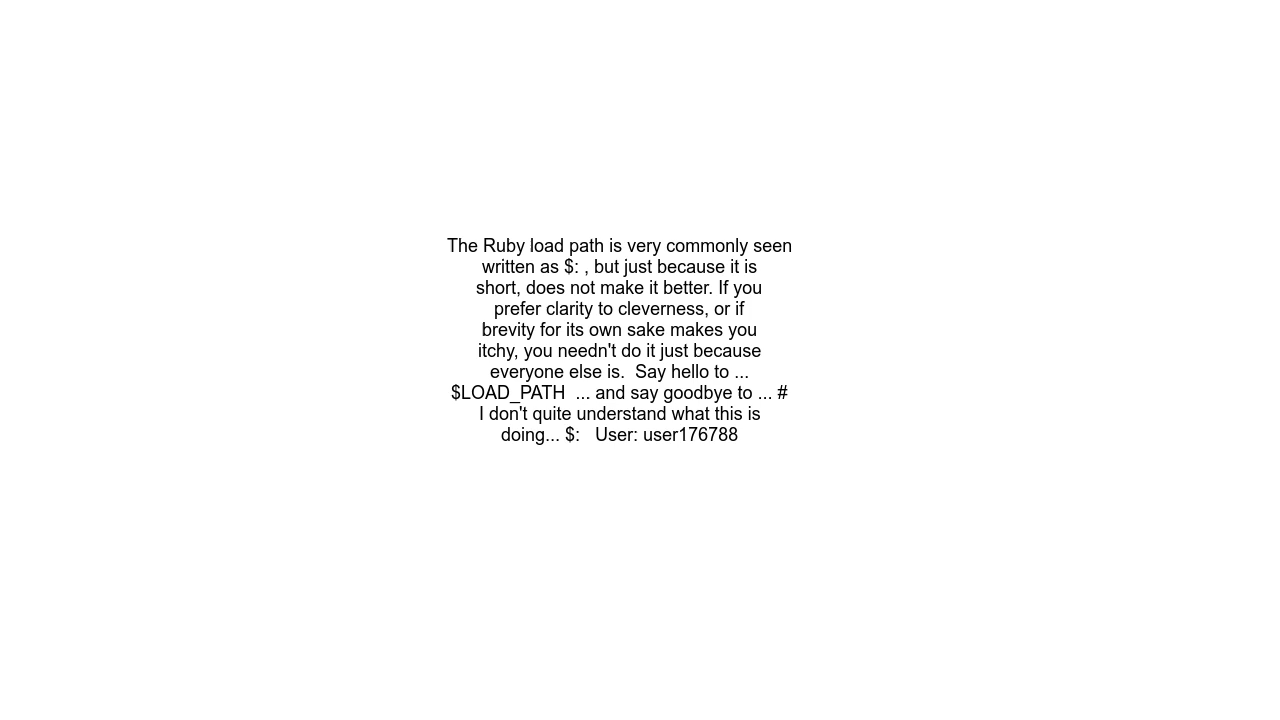 The Ruby load path is very commonly seen
written as $: , but just because it is
short, does not make it better. If you
prefer clarity to cleverness, or if
brevity for its own sake makes you
itchy, you needn't do it just because
everyone else is.  Say hello to ...
$LOAD_PATH  ... and say goodbye to ... #
I don't quite understand what this is
doing... $:   User: user176788